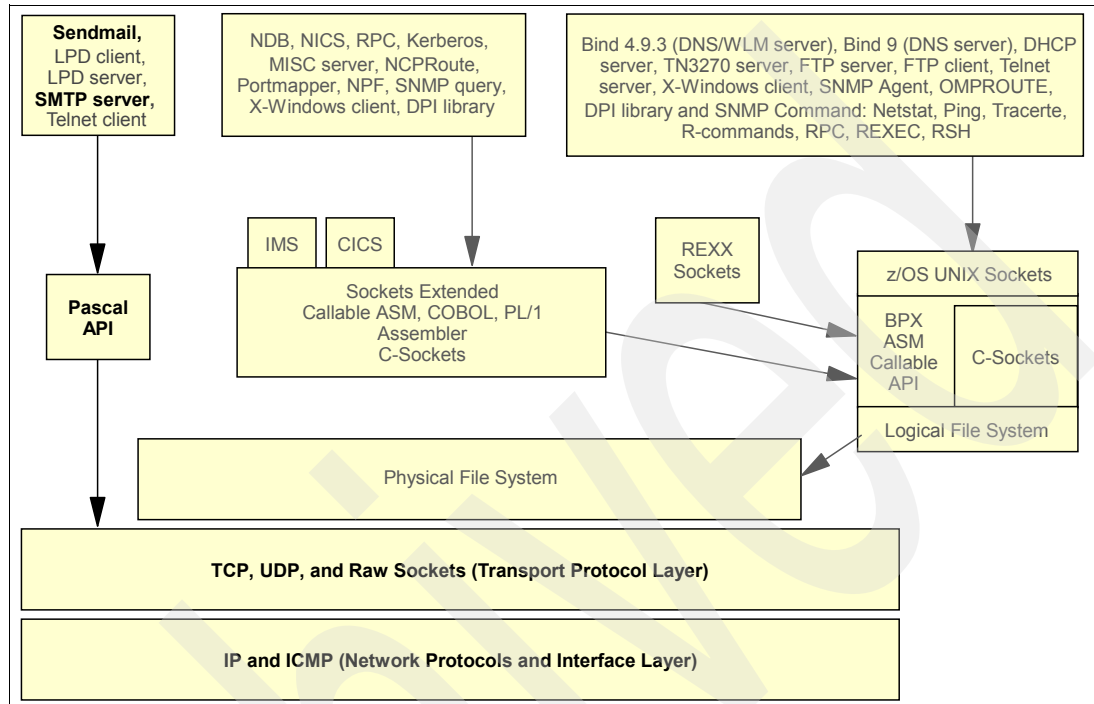 Sendmail,
LPD client,
LPD server,
SMTP server,
Telnet client
NDB, NICS, RPC, Kerberos,
MISC server, NCPRoute,
Portmapper, NPF, SNMP query,
X-Windows client, DPI library
Bind 4.9.3 (DNS/WLM server), Bind 9 (DNS server), DHCP
server, TN3270 server, FTP server, FTP client, Telnet
server, X-Windows client, SNMP Agent, OMPROUTE,
DPI library and SNMP Command: Netstat, Ping, Tracerte,
R-commands, RPC, REXEC, RSH
IMS
CICS
REXX
Sockets
Pascal
API
Sockets Extended
Callable ASM, COBOL, PL/1
Assembler
C-Sockets
z/OS UNIX Sockets
BPX
ASM
Callable
API
C-Sockets
Logical File System
Physical File System
TCP, UDP, and Raw Sockets (Transport Protocol Layer)
IP and ICMP (Network Protocols and Interface Layer)